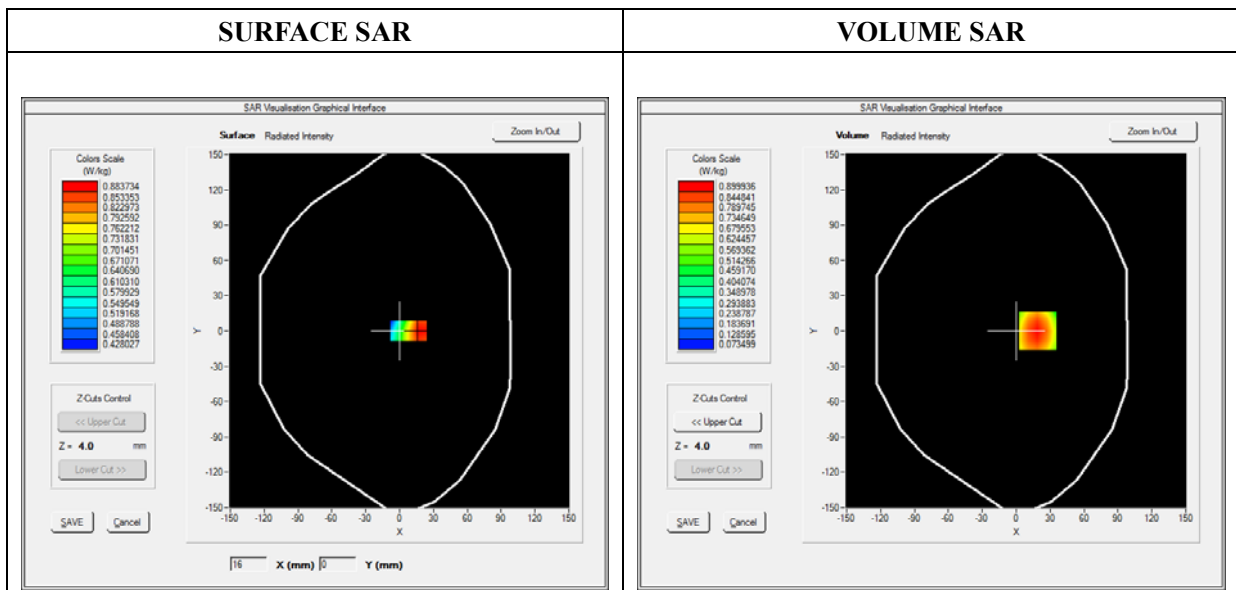 SURFACE SAR
VOLUME SAR
SAR Visualisation Graphical Interface
Surface Radiated Intensity
Zoom In/Out
Colors Scale
(W/kg)
0.883734
0.853353
0.822973
0.792592
0.762212
0.731831
0.701451
0.671071
0.640690
0.610310
0.579929
0.549549
0.519168
0.488788
0.458408
0.428027
Z-Cuts Control
<< Upper Cut
Z = 4.0 mm
Lower Cut >>
SAVE Cancel
150
120
90
60
30
0
-30
-60
-90
-120
-150
Y
-150 -120 -90 -60 -30 0 30 60 90 120 150
X
16 X (mm) 0 Y (mm)
SAR Visualisation Graphical Interface
Volume Radiated Intensity
Zoom In/Out
Colors Scale
(W/kg)
0.899936
0.844841
0.789745
0.734649
0.679553
0.624457
0.569362
0.514266
0.459170
0.404074
0.348978
0.293883
0.238787
0.183691
0.128595
0.073499
Z-Cuts Control
<< Upper Cut
Z = 4.0 mm
Lower Cut >>
SAVE Cancel
150
120
90
60
30
0
-30
-60
-90
-120
-150
Y
-150 -120 -90 -60 -30 0 30 60 90 120 150
X